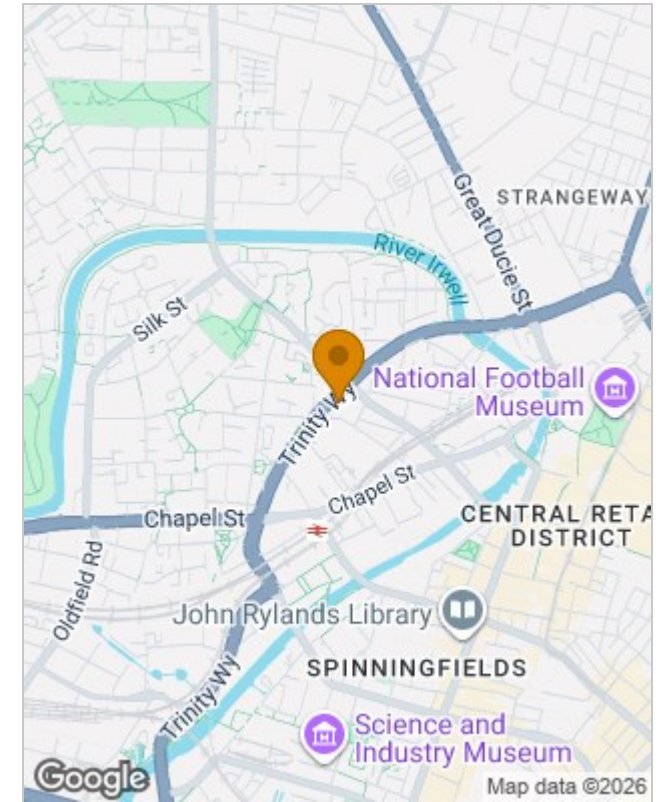 Great Ducie St
STRANGEWAY
River Irwell
Silk St
National Football
Museum
Trinity Wy
Chapel St
Chapel St
CENTRAL RETA
DISTRICT
Oldfield Rd
John Rylands Library
SPINNINGFIELDS
Trinity Wy
Science and
Industry Museum
Google
Map data ©2026